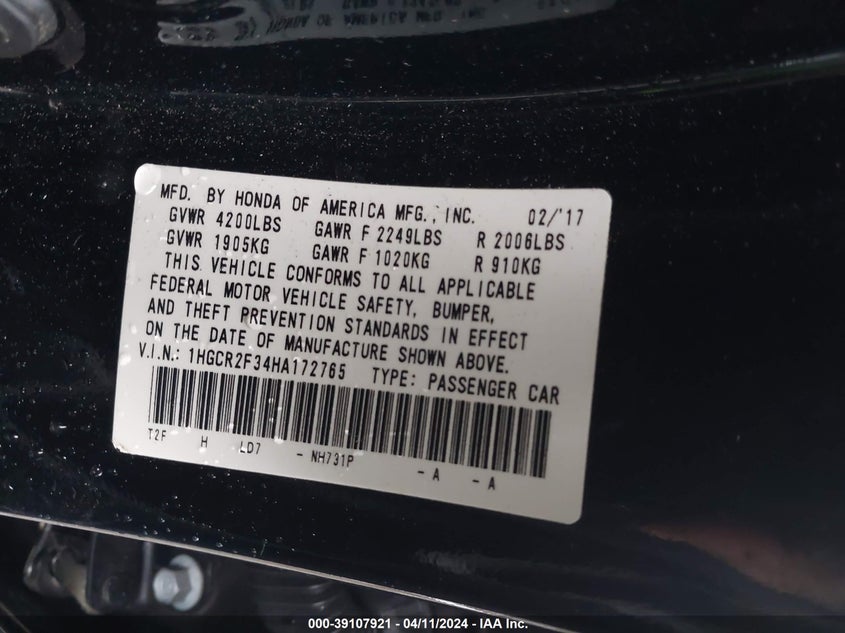 MFD. BY HONDA OF AMERICA MFG., INC. 02/'17
GVWR 4200LBS GAWR F 2249LBS R 2006LBS
GVWR 1905KG GAWR F 1020KG R 910KG
THIS VEHICLE CONFORMS TO ALL APPLICABLE
FEDERAL MOTOR VEHICLE SAFETY, BUMPER,
AND THEFT PREVENTION STANDARDS IN EFFECT
ON THE DATE OF MANUFACTURE SHOWN ABOVE.
V.I.N.: 1HGCR2F34HA172765 TYPE: PASSENGER CAR
T2F H LD7 - NH731P - A - A
000-39107921 - 04/11/2024 - IAA Inc.